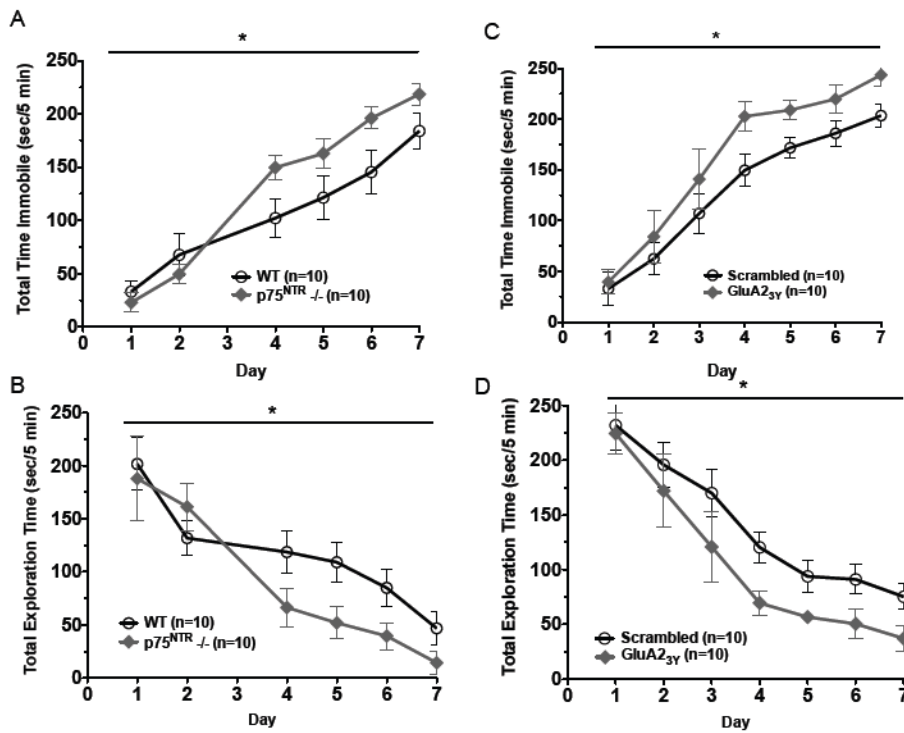 A
*
Total Time Immobile (sec/5 min)
250
200
150
100
50
0
WT (n=10)
p75NTR -/- (n=10)
0 1 2 3 4 5 6 7
Day
B
*
Total Exploration Time (sec/5 min)
250
200
150
100
50
0
WT (n=10)
p75NTR -/- (n=10)
0 1 2 3 4 5 6 7
Day
C
*
Total Time Immobile (sec/5 min)
250
200
150
100
50
0
Scrambled (n=10)
GluA23Y (n=10)
0 1 2 3 4 5 6 7
Day
D
*
Total Exploration Time (sec/5 min)
250
200
150
100
50
0
Scrambled (n=10)
GluA23Y (n=10)
0 1 2 3 4 5 6 7
Day